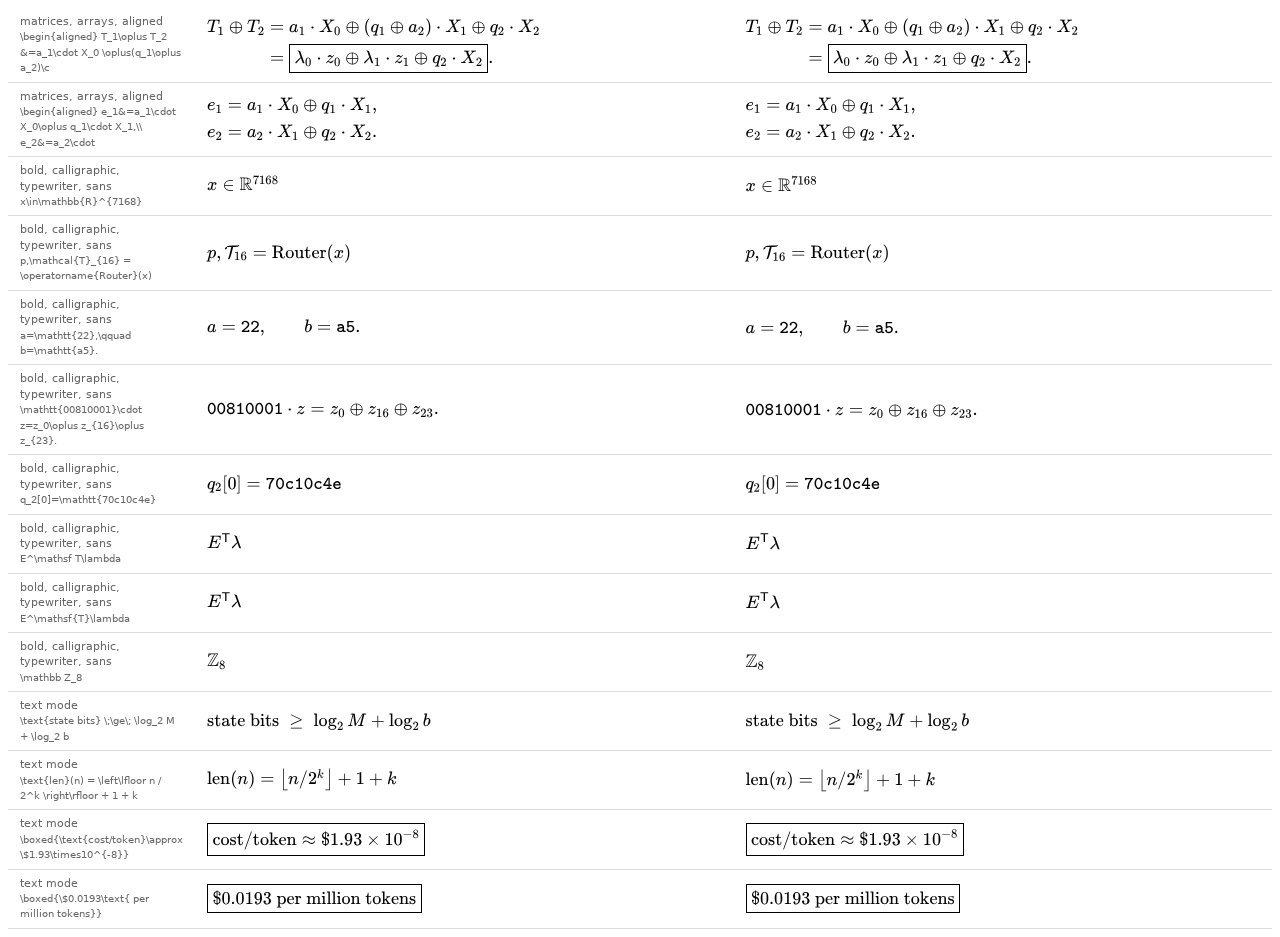 matrices, arrays, aligned
\begin{aligned} T_1\oplus T_2
&=a_1\cdot X_0 \oplus(q_1\oplus
a_2)\c
T₁ ⊕ T₂ = a₁ · X₀ ⊕ (q₁ ⊕ a₂) · X₁ ⊕ q₂ · X₂
= λ₀ · z₀ ⊕ λ₁ · z₁ ⊕ q₂ · X₂.
T₁ ⊕ T₂ = a₁ · X₀ ⊕ (q₁ ⊕ a₂) · X₁ ⊕ q₂ · X₂
= λ₀ · z₀ ⊕ λ₁ · z₁ ⊕ q₂ · X₂.
matrices, arrays, aligned
\begin{aligned} e_1&=a_1\cdot
X_0\oplus q_1\cdot X_1,\\
e_2&=a_2\cdot
e₁ = a₁ · X₀ ⊕ q₁ · X₁,
e₂ = a₂ · X₁ ⊕ q₂ · X₂.
e₁ = a₁ · X₀ ⊕ q₁ · X₁,
e₂ = a₂ · X₁ ⊕ q₂ · X₂.
bold, calligraphic,
typewriter, sans
x\in\mathbb{R}^{7168}
x ∈ ℝ⁷¹⁶⁸
x ∈ ℝ⁷¹⁶⁸
bold, calligraphic,
typewriter, sans
p,\mathcal{T}_{16} =
\operatorname{Router}(x)
p, 𝒯₁₆ = Router(x)
p, 𝒯₁₆ = Router(x)
bold, calligraphic,
typewriter, sans
a=\mathtt{22},\qquad
b=\mathtt{a5}.
a = 22, b = a5.
a = 22, b = a5.
bold, calligraphic,
typewriter, sans
\mathtt{00810001}\cdot
z=z_0\oplus z_{16}\oplus
z_{23}.
00810001 · z = z₀ ⊕ z₁₆ ⊕ z₂₃.
00810001 · z = z₀ ⊕ z₁₆ ⊕ z₂₃.
bold, calligraphic,
typewriter, sans
q_2[0]=\mathtt{70c10c4e}
q₂[0] = 70c10c4e
q₂[0] = 70c10c4e
bold, calligraphic,
typewriter, sans
E^\mathsf T\lambda
Eᵀλ
Eᵀλ
bold, calligraphic,
typewriter, sans
E^\mathsf{T}\lambda
Eᵀλ
Eᵀλ
bold, calligraphic,
typewriter, sans
\mathbb Z_8
ℤ₈
ℤ₈
text mode
\text{state bits} \;\ge\; \log_2 M
+ \log_2 b
state bits ≥ log₂ M + log₂ b
state bits ≥ log₂ M + log₂ b
text mode
\text{len}(n) = \left\lfloor n /
2^k \right\rfloor + 1 + k
len(n) = ⌊n/2ᵏ⌋ + 1 + k
len(n) = ⌊n/2ᵏ⌋ + 1 + k
text mode
\boxed{\text{cost/token}\approx
\$1.93\times10^{-8}}
cost/token ≈ $1.93 × 10⁻⁸
cost/token ≈ $1.93 × 10⁻⁸
text mode
\boxed{\$0.0193\text{ per
million tokens}}
$0.0193 per million tokens
$0.0193 per million tokens